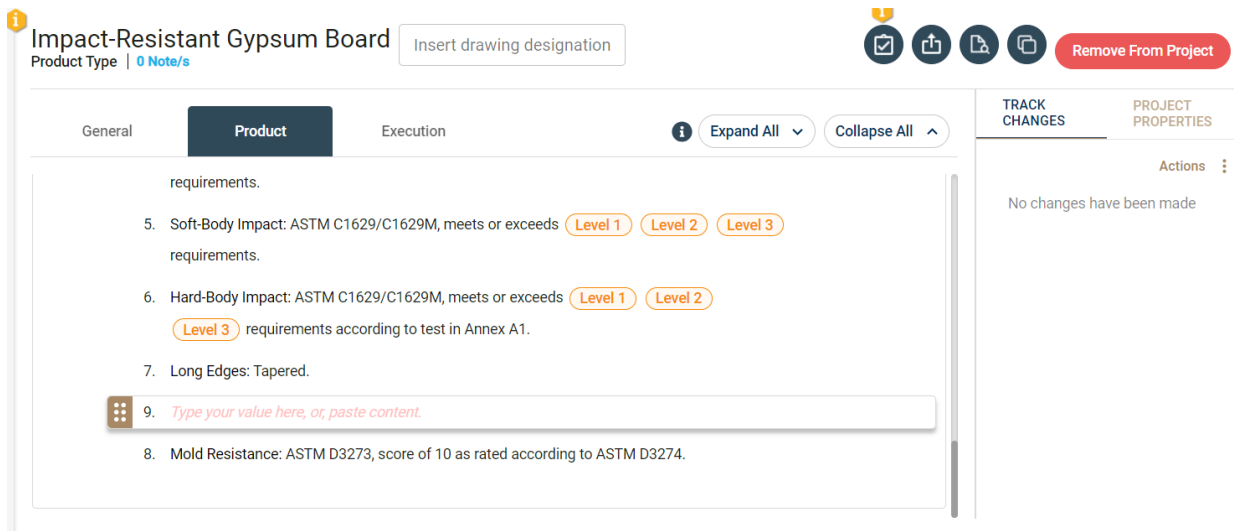 Impact-Resistant Gypsum Board
Insert drawing designation
Remove From Project
Product Type | 0 Note/s
General
Product
Execution
Expand All
Collapse All
TRACK CHANGES
PROJECT PROPERTIES
Actions
No changes have been made
requirements.
5. Soft-Body Impact: ASTM C1629/C1629M, meets or exceeds Level 1 Level 2 Level 3
requirements.
6. Hard-Body Impact: ASTM C1629/C1629M, meets or exceeds Level 1 Level 2
Level 3 requirements according to test in Annex A1.
7. Long Edges: Tapered.
9. Type your value here, or, paste content.
8. Mold Resistance: ASTM D3273, score of 10 as rated according to ASTM D3274.